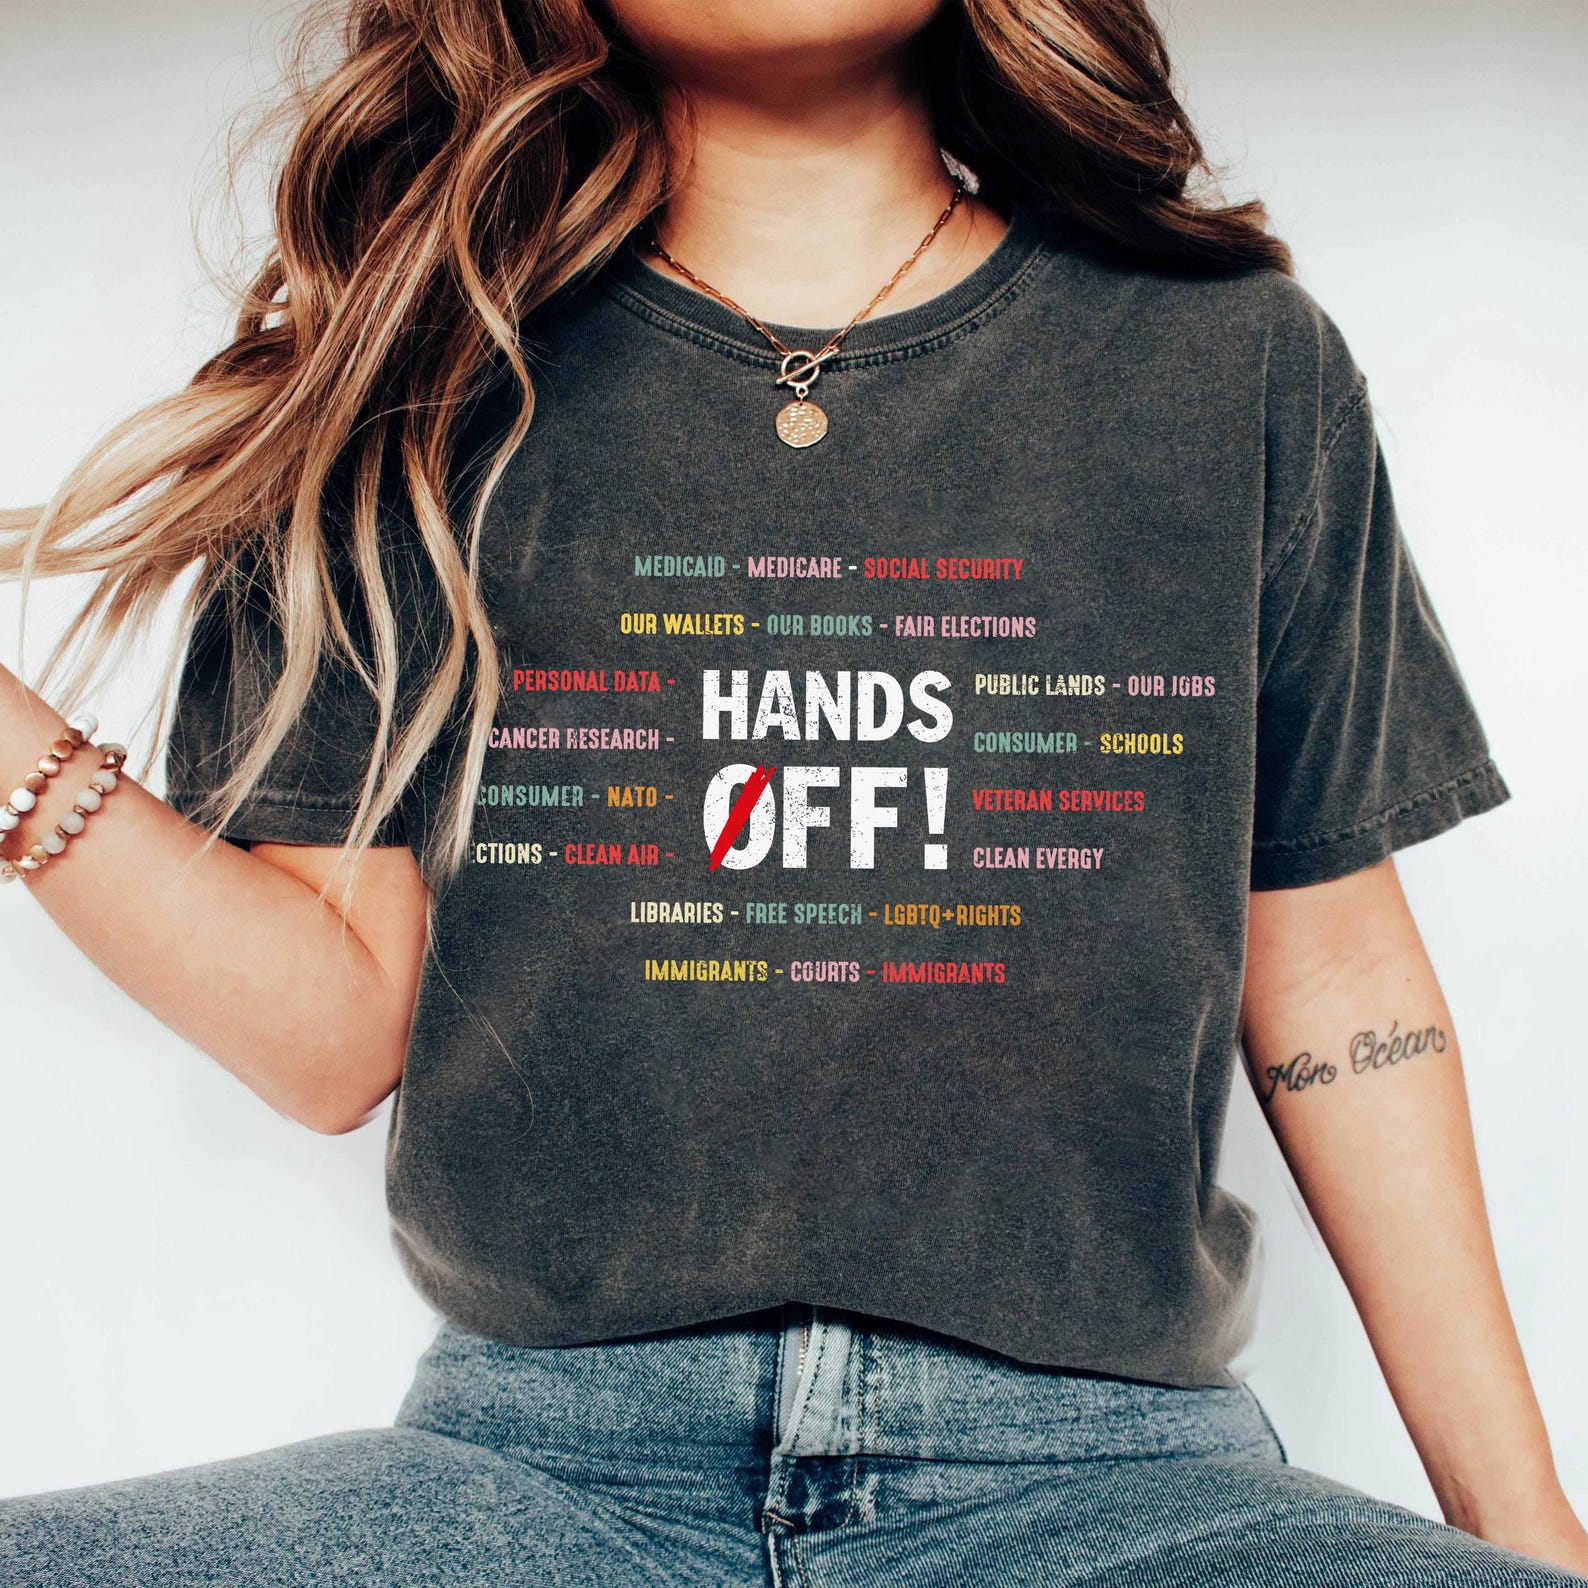 MEDICAID - MEDICARE - SOCIAL SECURITY
OUR WALLETS - OUR BOOKS - FAIR ELECTIONS
PERSONAL DATA - HANDS PUBLIC LANDS - OUR JOBS
CANCER RESEARCH - CONSUMER - SCHOOLS
CONSUMER - NATO - OFF! VETERAN SERVICES
ECTIONS - CLEAN AIR - CLEAN EVERGY
LIBRARIES - FREE SPEECH - LGBTQ+RIGHTS
IMMIGRANTS - COURTS - IMMIGRANTS
Mon Océan